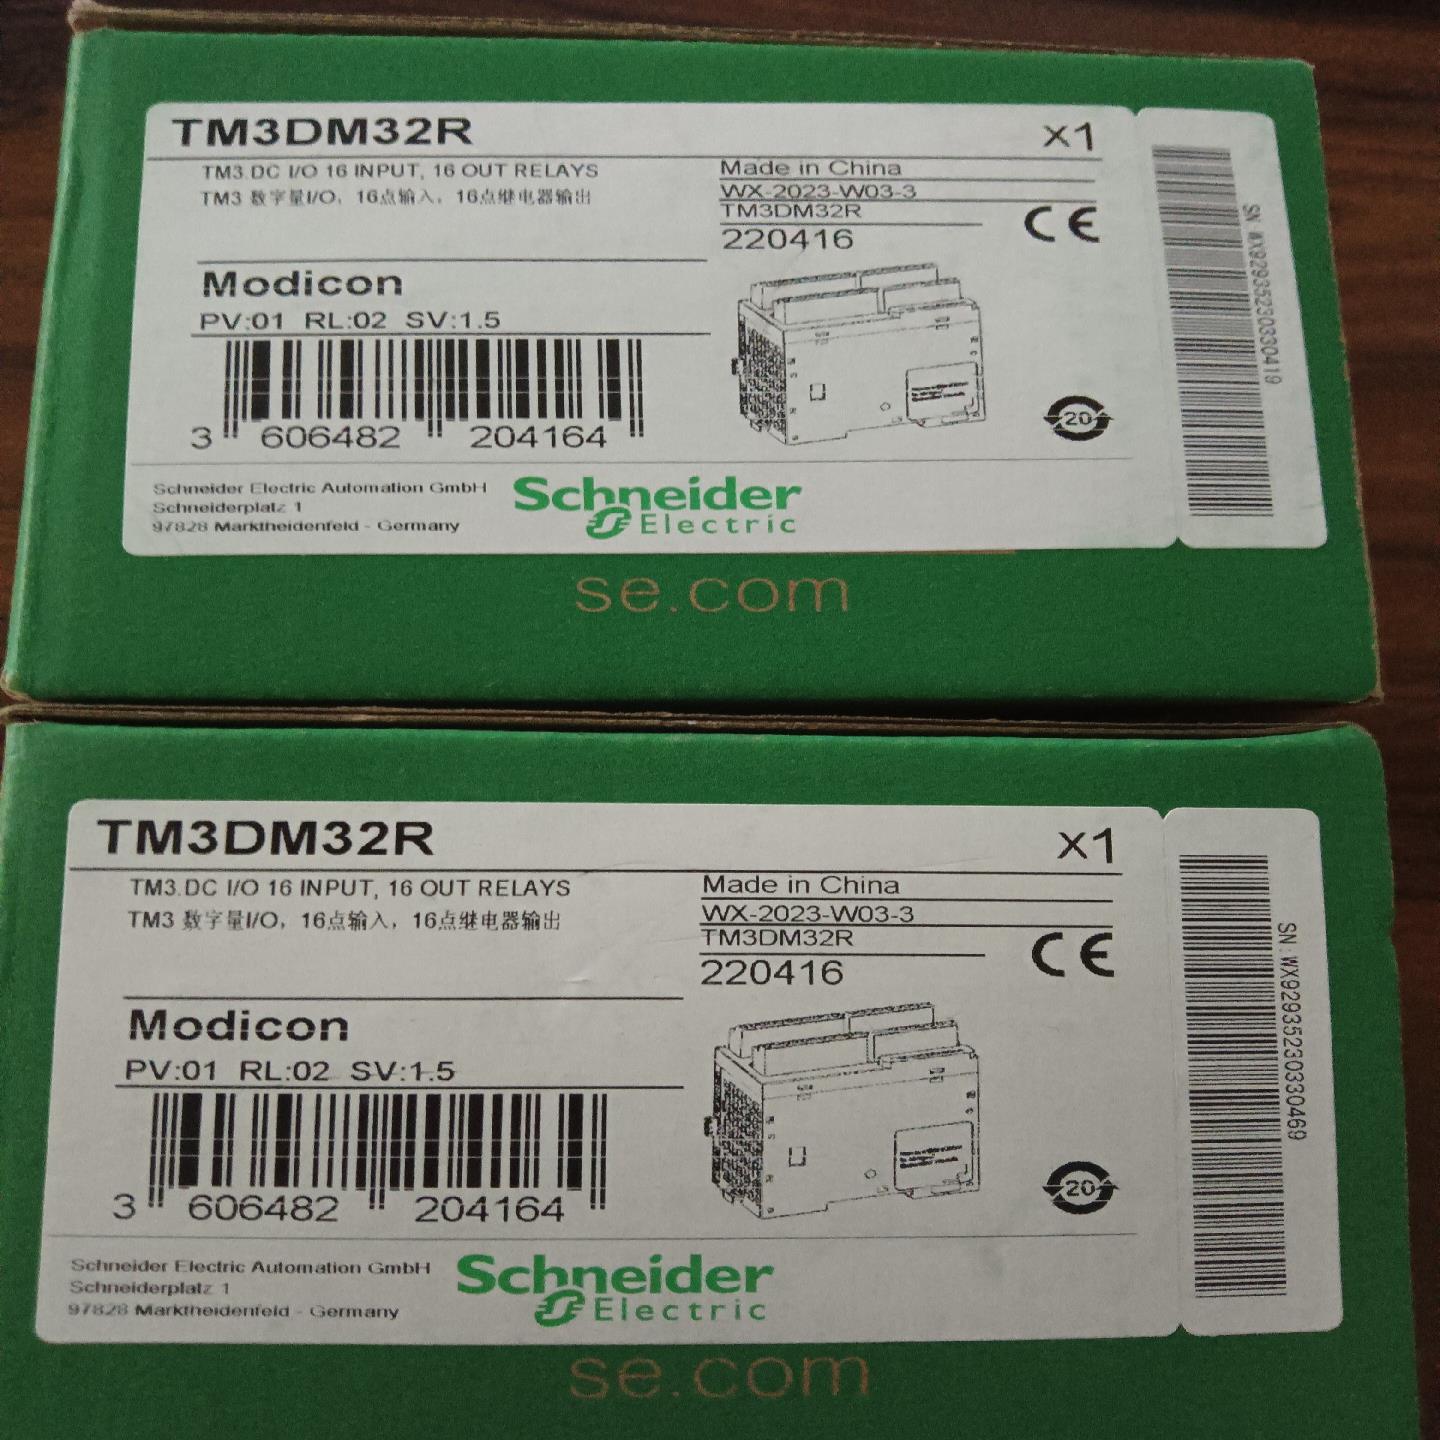 TM3DM32R
x1
TM3 DC I/O 16 INPUT, 16 OUT RELAYS
TM3 数字量I/O, 16点输入, 16点继电器输出
Made in China
WX-2023-W03-3
TM3DM32R
220416
CE
Modicon
PV:01 RL:02 SV:1.5
3 606482 204164
20
Schneider Electric Automation GmbH
Schneiderplatz 1
97828 Marktheidenfeld - Germany
Schneider
Electric
SN WX92935230330419
se.com
TM3DM32R
x1
TM3 DC I/O 16 INPUT, 16 OUT RELAYS
TM3 数字量I/O, 16点输入, 16点继电器输出
Made in China
WX-2023-W03-3
TM3DM32R
220416
CE
Modicon
PV:01 RL:02 SV:1.5
3 606482 204164
20
Schneider Electric Automation GmbH
Schneiderplatz 1
97828 Marktheidenfeld - Germany
Schneider
Electric
SN: WX92935230330469
se.com